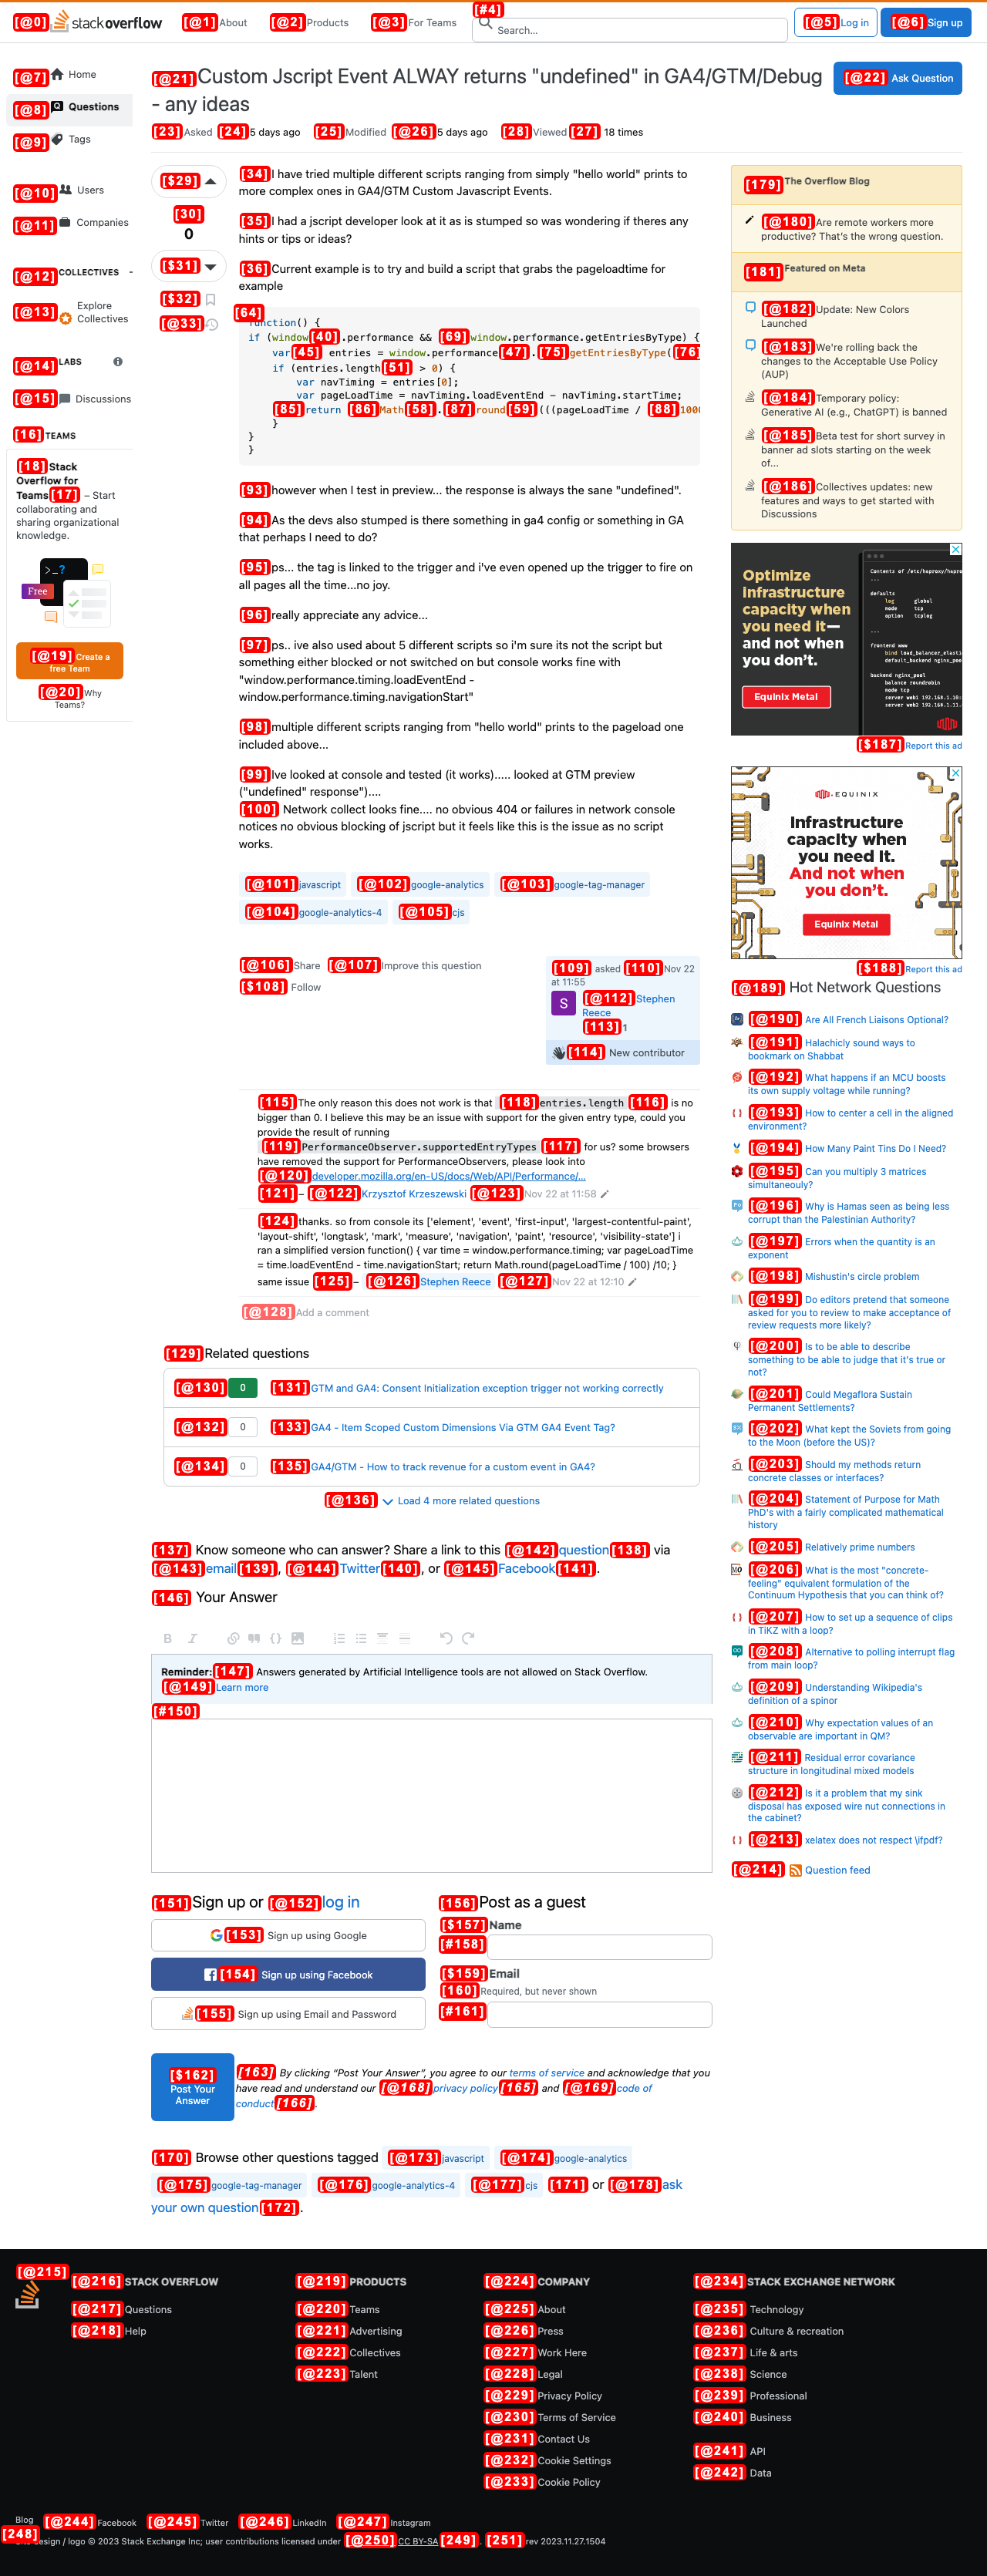 [@0] stackoverflow [@1] About [@2] Products [@3] For Teams [#4] Search... [@5] Log in [@6] Sign up
[@7] Home
[@8] Questions
[@9] Tags
[@10] Users
[@11] Companies
[@12] COLLECTIVES
[@13] Explore
Collectives
[@14] LABS
[@15] Discussions
[16] TEAMS
[18] Stack
Overflow for
Teams[17] – Start
collaborating and
sharing organizational
knowledge.
>_?
Free
[@19] Create a
free Team
[@20] Why
Teams?
[@21]Custom Jscript Event ALWAY returns "undefined" in GA4/GTM/Debug
- any ideas
[@22] Ask Question
[23] Asked [24] 5 days ago [25] Modified [@26] 5 days ago [28] Viewed [27] 18 times
[$29]
[30]
0
[$31]
[$32]
[@33]
[34]I have tried multiple different scripts ranging from simply "hello world" prints to
more complex ones in GA4/GTM Custom Javascript Events.
[35]I had a jscript developer look at it as is stumped so was wondering if theres any
hints or tips or ideas?
[36]Current example is to try and build a script that grabs the pageloadtime for
example
[64]
function() {
if (window[40].performance && [69]window.performance.getEntriesByType) {
var[45] entries = window.performance[47].[75]getEntriesByType([76]
if (entries.length[51] > 0) {
var navTiming = entries[0];
var pageLoadTime = navTiming.loadEventEnd - navTiming.startTime;
[85]return [86]Math[58].[87]round[59](((pageLoadTime / [88]1000
}
}
}
[93]however when I test in preview... the response is always the sane "undefined".
[94]As the devs also stumped is there something in ga4 config or something in GA
that perhaps I need to do?
[95]ps... the tag is linked to the trigger and i've even opened up the trigger to fire on
all pages all the time...no joy.
[96]really appreciate any advice...
[97]ps.. ive also used about 5 different scripts so i'm sure its not the script but
something either blocked or not switched on but console works fine with
"window.performance.timing.loadEventEnd -
window.performance.timing.navigationStart"
[98]multiple different scripts ranging from "hello world" prints to the pageload one
included above...
[99]Ive looked at console and tested (it works)..... looked at GTM preview
("undefined" response")....
[100] Network collect looks fine.... no obvious 404 or failures in network console
notices no obvious blocking of jscript but it feels like this is the issue as no script
works.
[@101]javascript [@102]google-analytics [@103]google-tag-manager
[@104]google-analytics-4 [@105]cjs
[@106]Share [@107]Improve this question
[$108] Follow
[109] asked [110]Nov 22
at 11:55
S
[@112]Stephen
Reece
[113]1
[114] New contributor
[115]The only reason this does not work is that [118]entries.length[116] is no
bigger than 0. I believe this may be an issue with support for the given entry type, could you
provide the result of running
[119]PerformanceObserver.supportedEntryTypes[117] for us? some browsers
have removed the support for PerformanceObservers, please look into
[@120]developer.mozilla.org/en-US/docs/Web/API/Performance/...
[121]– [@122]Krzysztof Krzeszewski [@123]Nov 22 at 11:58
[124]thanks. so from console its ['element', 'event', 'first-input', 'largest-contentful-paint',
'layout-shift', 'longtask', 'mark', 'measure', 'navigation', 'paint', 'resource', 'visibility-state'] i
ran a simplified version function() { var time = window.performance.timing; var pageLoadTime
= time.loadEventEnd - time.navigationStart; return Math.round(pageLoadTime / 100) /10; }
same issue [125]– [@126]Stephen Reece [@127]Nov 22 at 12:10
[@128]Add a comment
[129]Related questions
[@130] 0 [131]GTM and GA4: Consent Initialization exception trigger not working correctly
[@132] 0 [133]GA4 - Item Scoped Custom Dimensions Via GTM GA4 Event Tag?
[@134] 0 [135]GA4/GTM - How to track revenue for a custom event in GA4?
[@136] Load 4 more related questions
[137] Know someone who can answer? Share a link to this [@142]question[138] via
[@143]email[139], [@144]Twitter[140], or [@145]Facebook[141].
[146] Your Answer
B I
Reminder:[147] Answers generated by Artificial Intelligence tools are not allowed on Stack Overflow.
[@149]Learn more
[#150]
[151]Sign up or [@152]log in
[153] Sign up using Google
[154] Sign up using Facebook
[155] Sign up using Email and Password
[156]Post as a guest
[$157]Name
[#158]
[$159]Email
[160]Required, but never shown
[#161]
[$162]
Post Your
Answer
[163] By clicking “Post Your Answer”, you agree to our terms of service and acknowledge that you
have read and understand our [@168]privacy policy[165] and [@169]code of
conduct[166].
[170] Browse other questions tagged [@173]javascript [@174]google-analytics
[@175]google-tag-manager [@176]google-analytics-4 [@177]cjs [171] or [@178]ask
your own question[172].
[179]The Overflow Blog
[@180]Are remote workers more
productive? That's the wrong question.
[181]Featured on Meta
[@182]Update: New Colors
Launched
[@183]We're rolling back the
changes to the Acceptable Use Policy
(AUP)
[@184]Temporary policy:
Generative AI (e.g., ChatGPT) is banned
[@185]Beta test for short survey in
banner ad slots starting on the week
of...
[@186]Collectives updates: new
features and ways to get started with
Discussions
Optimize
infrastructure
capacity when
you need it—
and not when
you don't.
Equinix Metal
[$187]Report this ad
EQUINIX
Infrastructure
capacity when
you need it.
And not when
you don't.
Equinix Metal
[$188]Report this ad
[@189] Hot Network Questions
[@190] Are All French Liaisons Optional?
[@191] Halachicly sound ways to
bookmark on Shabbat
[@192] What happens if an MCU boosts
its own supply voltage while running?
[@193] How to center a cell in the aligned
environment?
[@194] How Many Paint Tins Do I Need?
[@195] Can you multiply 3 matrices
simultaneouly?
[@196] Why is Hamas seen as being less
corrupt than the Palestinian Authority?
[@197] Errors when the quantity is an
exponent
[@198] Mishustin's circle problem
[@199] Do editors pretend that someone
asked for you to review to make acceptance of
review requests more likely?
[@200] Is to be able to describe
something to be able to judge that it's true or
not?
[@201] Could Megaflora Sustain
Permanent Settlements?
[@202] What kept the Soviets from going
to the Moon (before the US)?
[@203] Should my methods return
concrete classes or interfaces?
[@204] Statement of Purpose for Math
PhD's with a fairly complicated mathematical
history
[@205] Relatively prime numbers
[@206] What is the most "concrete-
feeling" equivalent formulation of the
Continuum Hypothesis that you can think of?
[@207] How to set up a sequence of clips
in TiKZ with a loop?
[@208] Alternative to polling interrupt flag
from main loop?
[@209] Understanding Wikipedia's
definition of a spinor
[@210] Why expectation values of an
observable are important in QM?
[@211] Residual error covariance
structure in longitudinal mixed models
[@212] Is it a problem that my sink
disposal has exposed wire nut connections in
the cabinet?
[@213] xelatex does not respect \ifpdf?
[@214] Question feed
[@215]
[@216]STACK OVERFLOW
[@217]Questions
[@218]Help
[@219]PRODUCTS
[@220]Teams
[@221]Advertising
[@222]Collectives
[@223]Talent
[@224]COMPANY
[@225]About
[@226]Press
[@227]Work Here
[@228]Legal
[@229]Privacy Policy
[@230]Terms of Service
[@231]Contact Us
[@232]Cookie Settings
[@233]Cookie Policy
[@234]STACK EXCHANGE NETWORK
[@235] Technology
[@236] Culture & recreation
[@237] Life & arts
[@238] Science
[@239] Professional
[@240] Business
[@241] API
[@242] Data
Blog [@244]Facebook [@245]Twitter [@246]LinkedIn [@247]Instagram
[248] design / logo © 2023 Stack Exchange Inc; user contributions licensed under [@250]CC BY-SA[249]. [251]rev 2023.11.27.1504